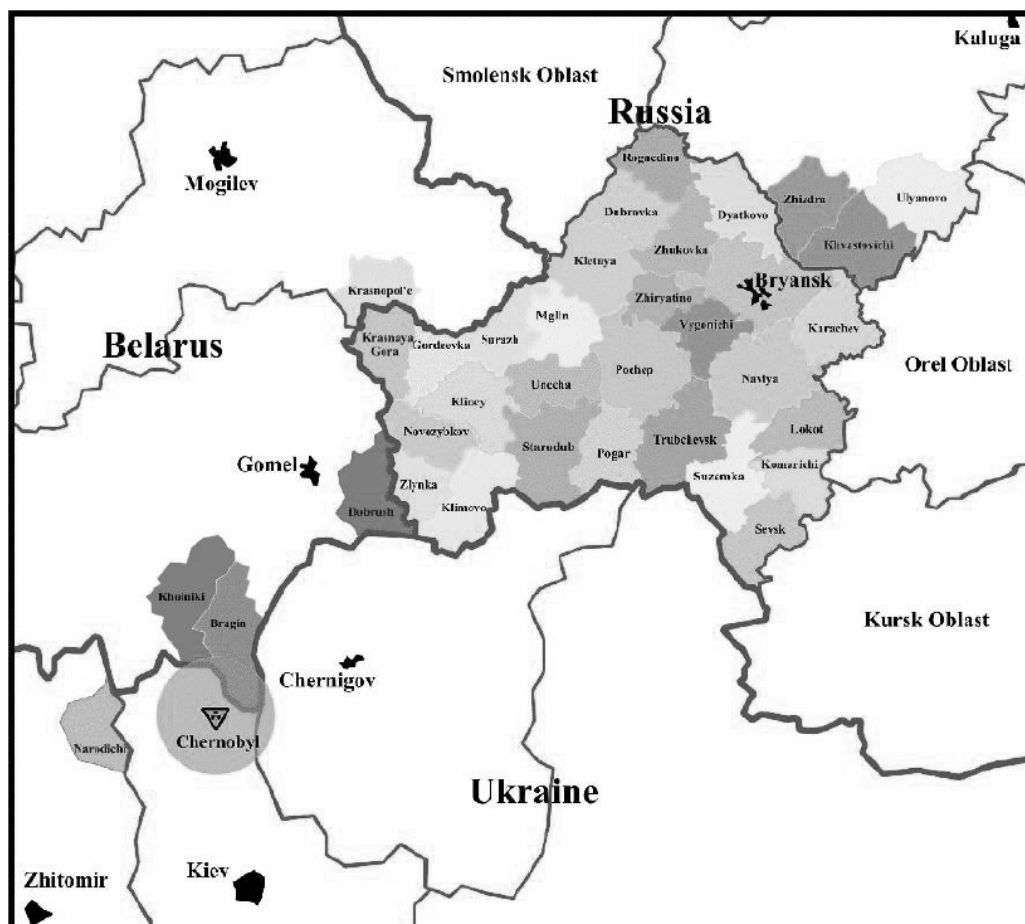 Kaluga
Smolensk Oblast
Russia
Rognedino
Mogilev
Zhizdra
Ulyanovo
Dubrovka
Dyatkovo
Khvastovichi
Zhukovka
Kletnya
Bryansk
Krasnopol'e
Zhiryatino
Mglin
Vygonichi
Karachev
Belarus
Krasnaya
Gora
Gordeevka
Surazh
Pochep
Orel Oblast
Navlya
Unecha
Klincy
Novozybkov
Lokot
Starodub
Trubchevsk
Pogar
Gomel
Komarichi
Suzemka
Zlynka
Klimovo
Dobrush
Sevsk
Khoiniki
Bragin
Kursk Oblast
Chernigov
Chernobyl
Narodichi
Ukraine
Kiev
Zhitomir